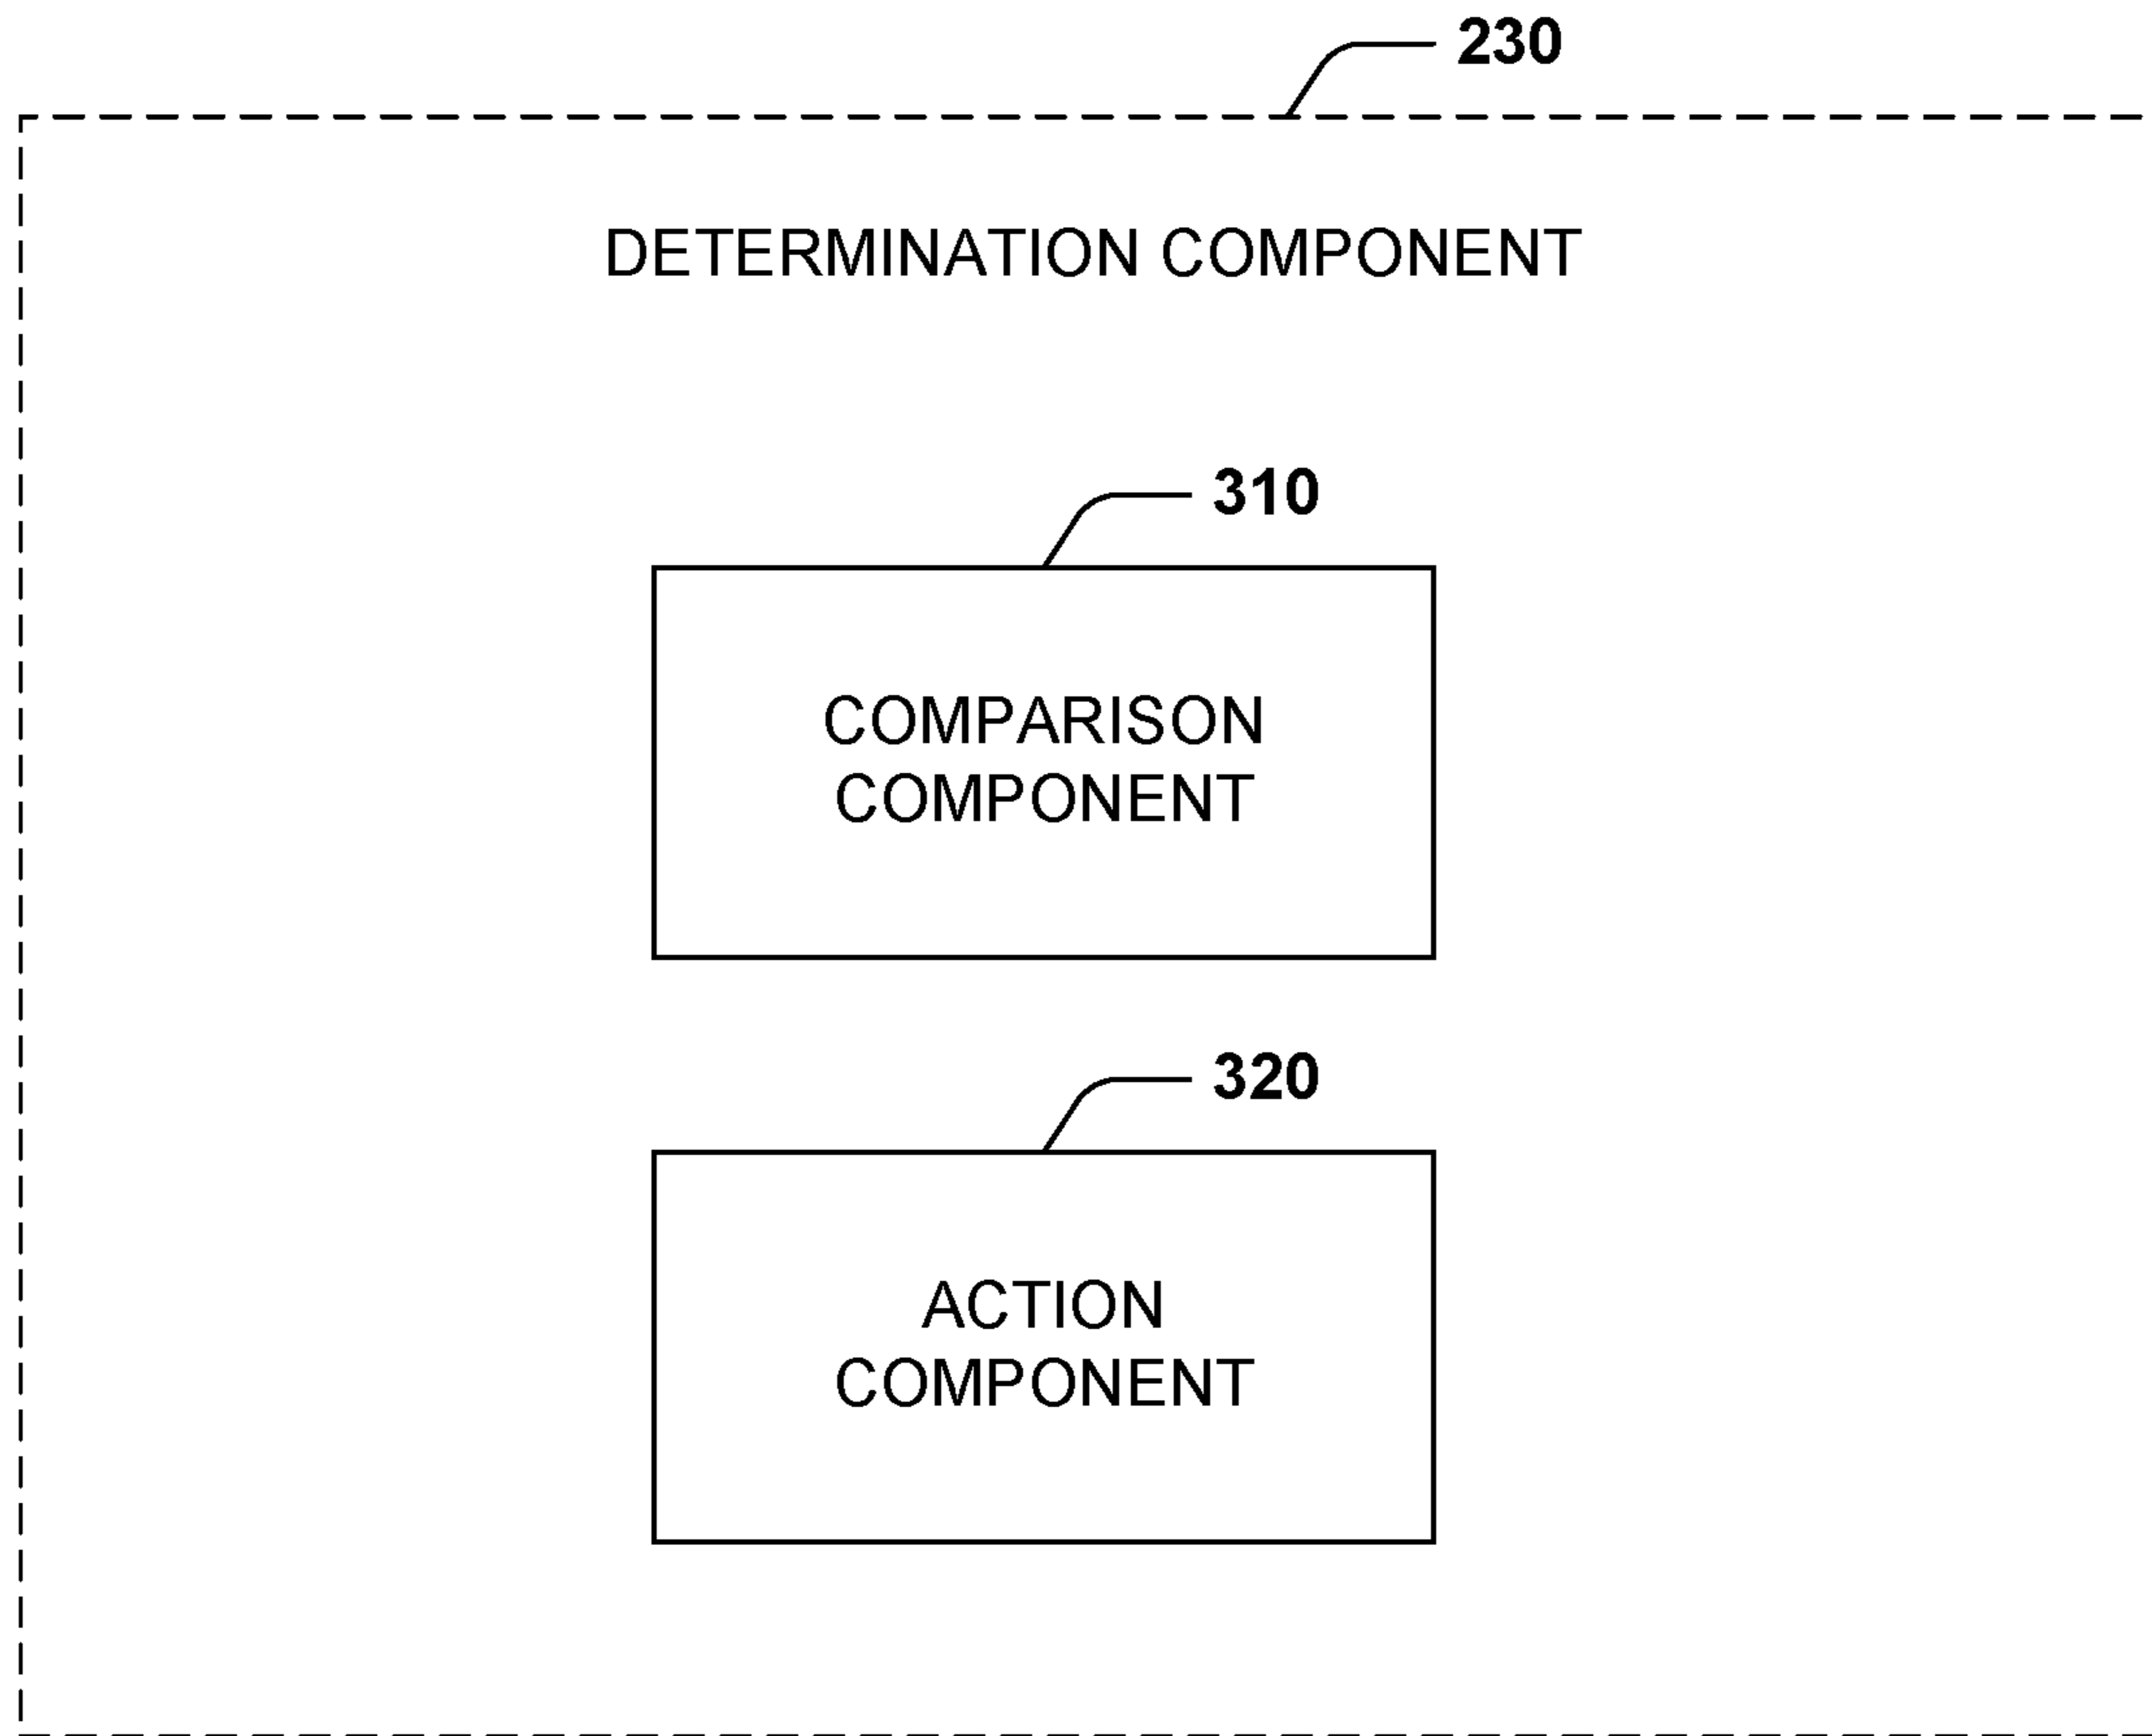 230
DETERMINATION COMPONENT
310
COMPARISON
COMPONENT
320
ACTION
COMPONENT